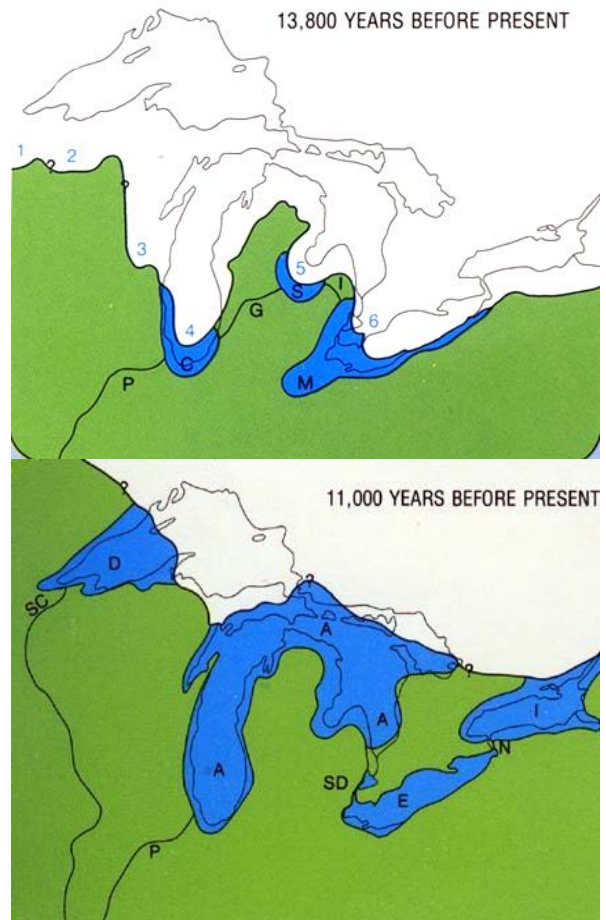 13,800 YEARS BEFORE PRESENT
1
?
2
?
3
5
S
I
G
4
6
C
P
M
?
11,000 YEARS BEFORE PRESENT
D
?
SC
A
? ?
A
I
N
A
SD
E
P